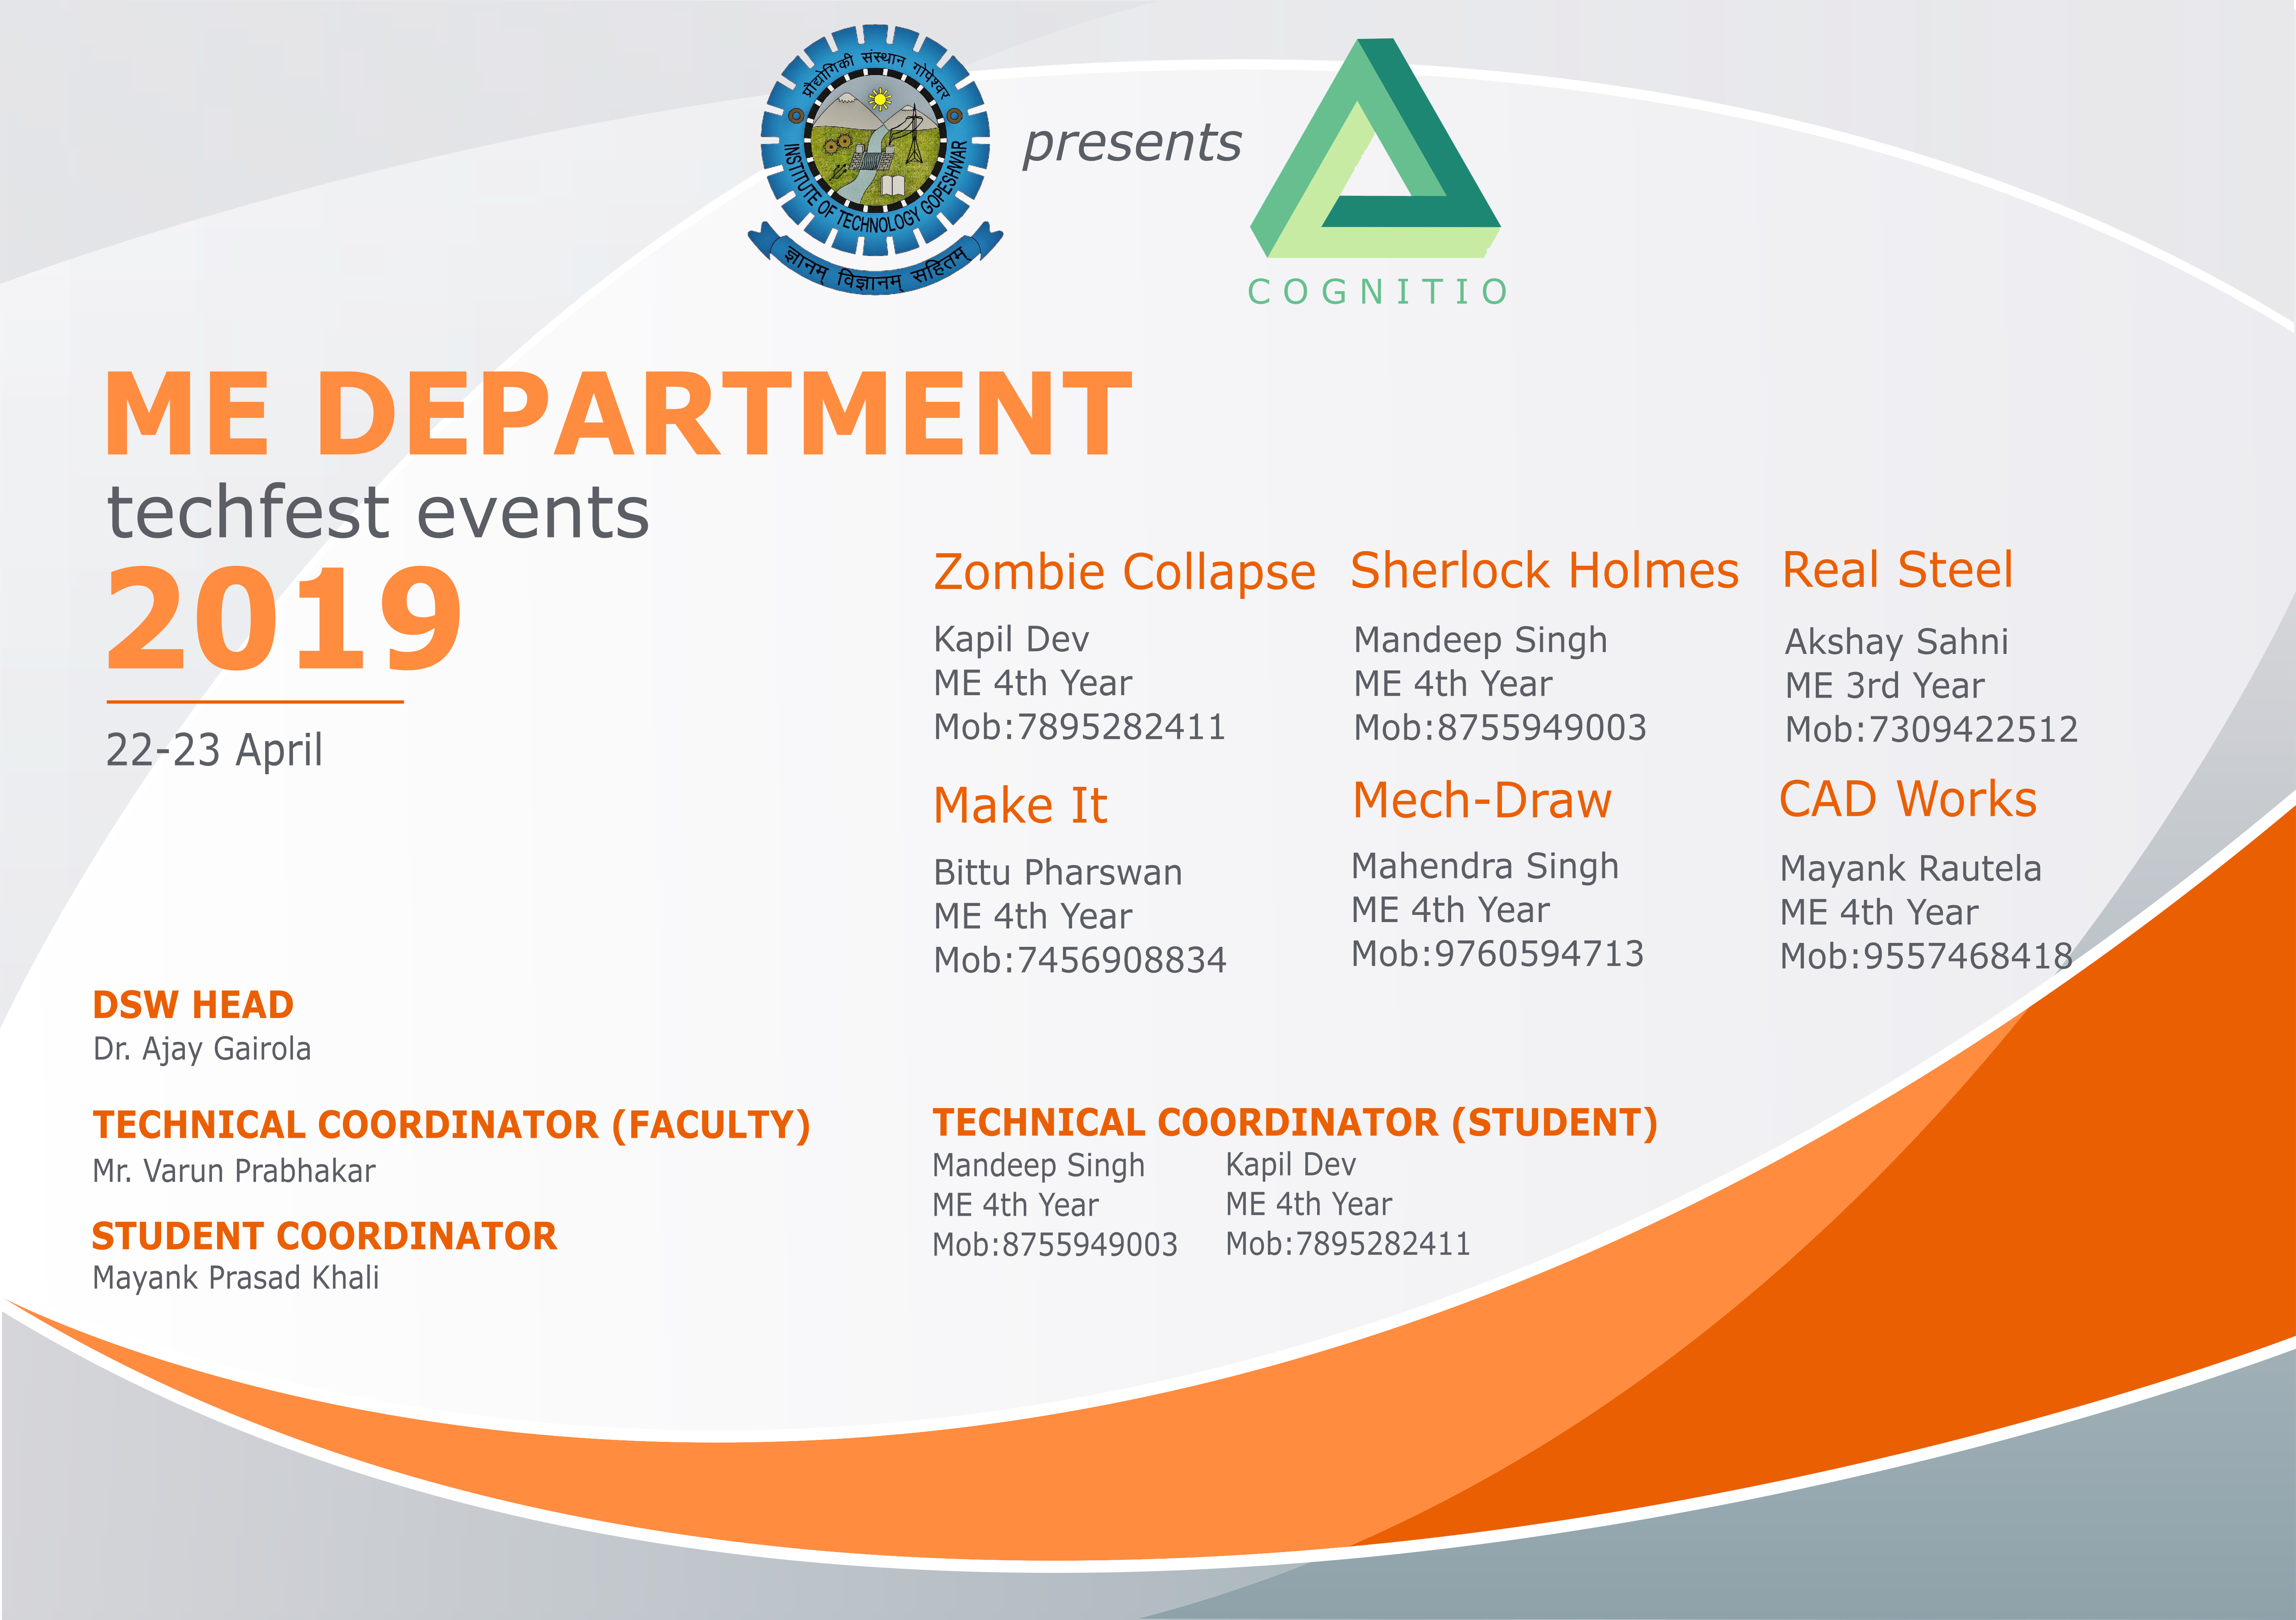 प्रौद्योगिकी संस्थान गोपेश्वर
INSTITUTE OF TECHNOLOGY GOPESHWAR
ज्ञानम् विज्ञानम् सहितम्
presents
COGNITIO
ME DEPARTMENT
techfest events
2019
22-23 April
Zombie Collapse
Kapil Dev
ME 4th Year
Mob:7895282411
Sherlock Holmes
Mandeep Singh
ME 4th Year
Mob:8755949003
Real Steel
Akshay Sahni
ME 3rd Year
Mob:7309422512
Make It
Bittu Pharswan
ME 4th Year
Mob:7456908834
Mech-Draw
Mahendra Singh
ME 4th Year
Mob:9760594713
CAD Works
Mayank Rautela
ME 4th Year
Mob:9557468418
DSW HEAD
Dr. Ajay Gairola
TECHNICAL COORDINATOR (FACULTY)
Mr. Varun Prabhakar
STUDENT COORDINATOR
Mayank Prasad Khali
TECHNICAL COORDINATOR (STUDENT)
Mandeep Singh
ME 4th Year
Mob:8755949003
Kapil Dev
ME 4th Year
Mob:7895282411